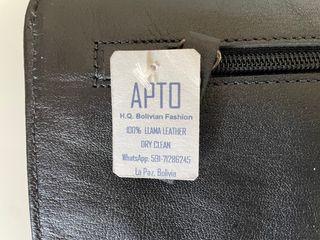 APTO
H.Q. Bolivian Fashion
100% LLAMA LEATHER
DRY CLEAN
WhatsApp: 591-71286245
La Paz, Bolivia